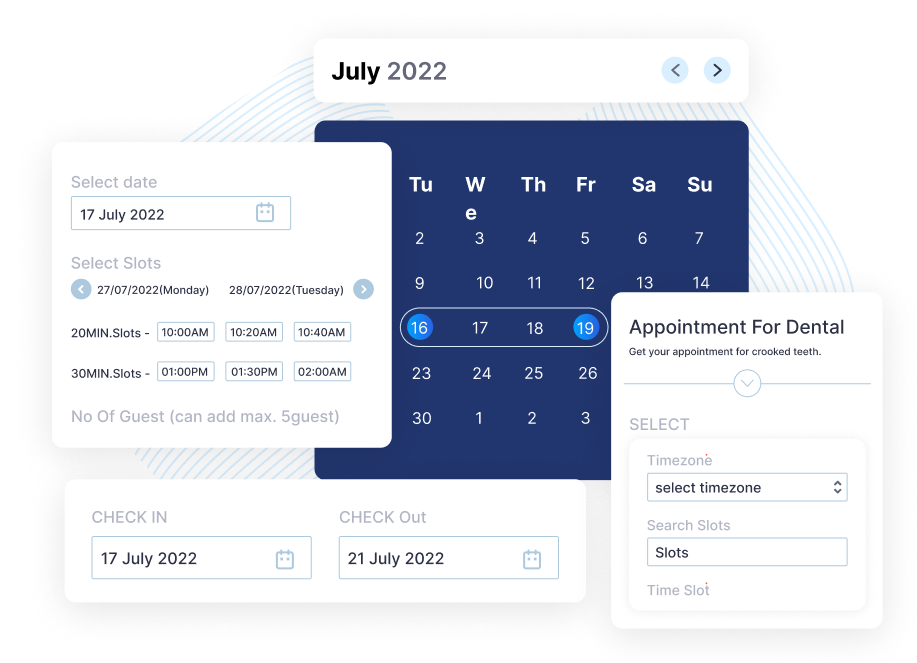 July 2022
Tu We Th Fr Sa Su
2 3 4 5 6 7
9 10 11 12 13 14
16 17 18 19
23 24 25 26
30 1 2 3
Select date
17 July 2022
Select Slots
27/07/2022(Monday) 28/07/2022(Tuesday)
20MIN.Slots - 10:00AM 10:20AM 10:40AM
30MIN.Slots - 01:00PM 01:30PM 02:00AM
No Of Guest (can add max. 5guest)
Appointment For Dental
Get your appointment for crooked teeth.
SELECT
Timezone
select timezone
Search Slots
Slots
Time Slot
CHECK IN CHECK Out
17 July 2022 21 July 2022